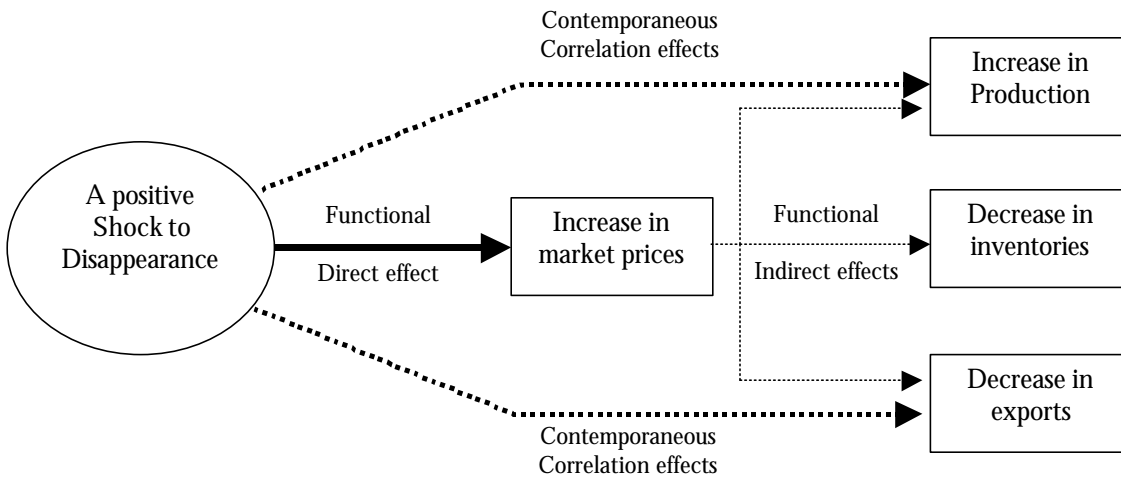 Contemporaneous
Correlation effects
Increase in
Production
A positive
Shock to
Disappearance
Functional
Direct effect
Increase in
market prices
Functional
Indirect effects
Decrease in
inventories
Decrease in
exports
Contemporaneous
Correlation effects